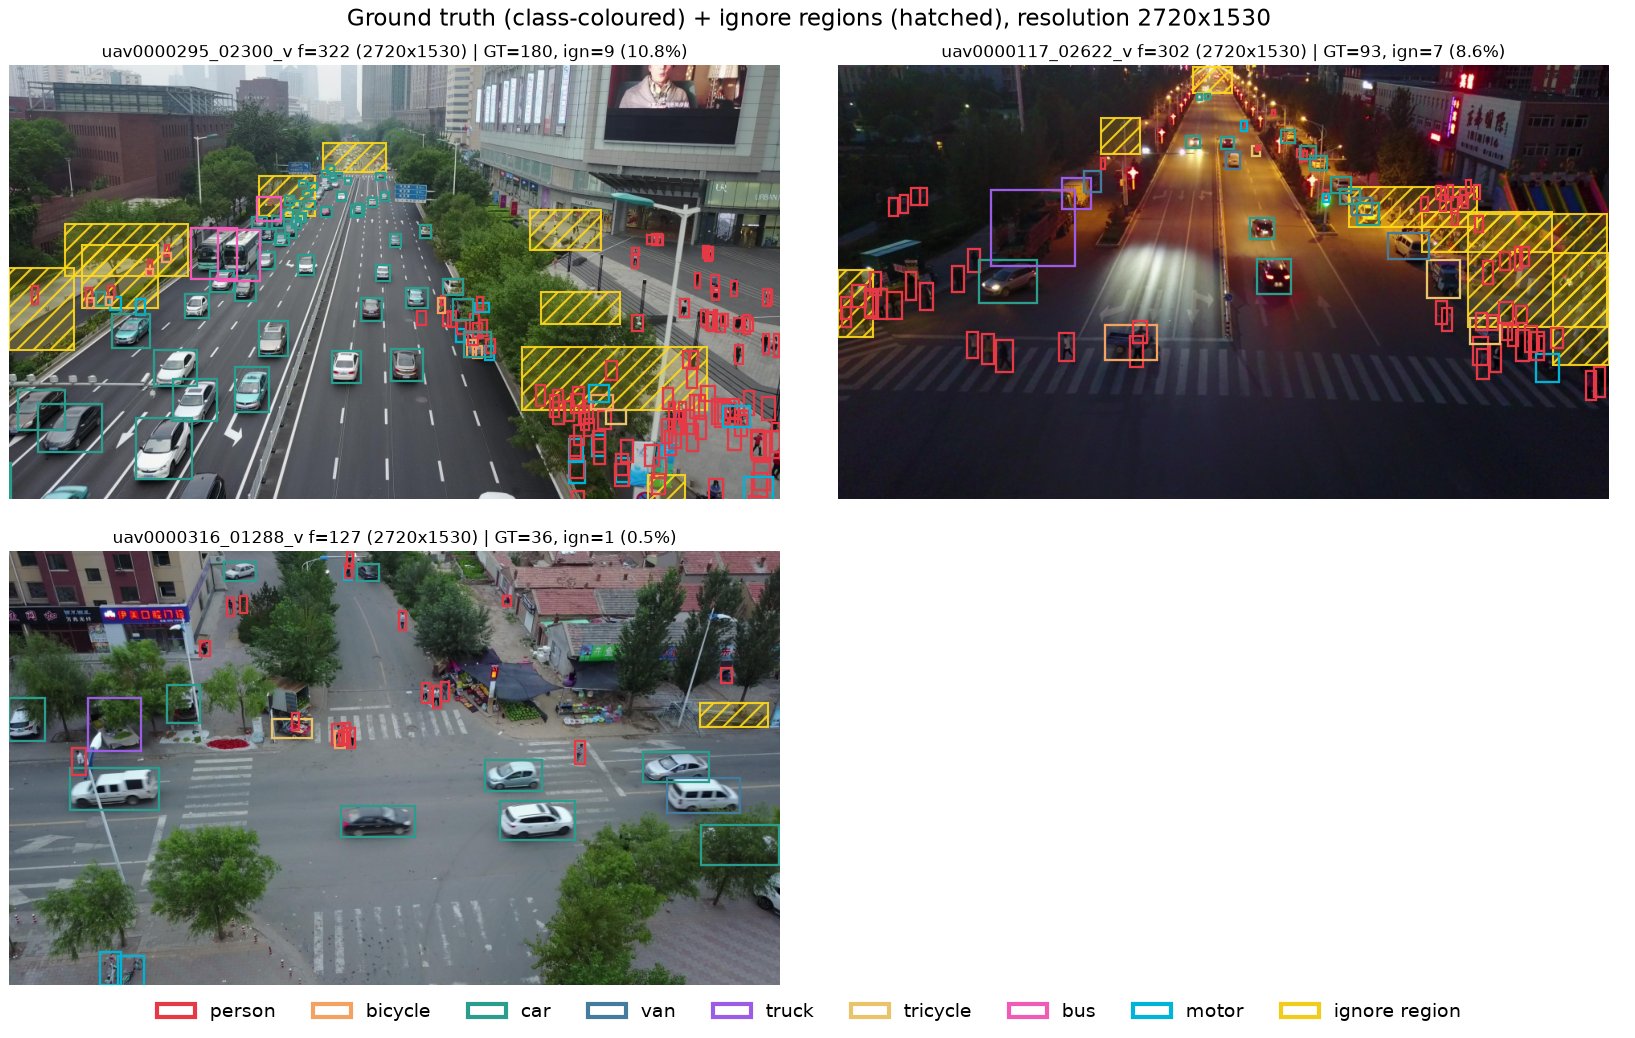 Ground truth (class-coloured) + ignore regions (hatched), resolution 2720x1530
uav0000295_02300_v f=322 (2720x1530) | GT=180, ign=9 (10.8%)
uav0000117_02622_v f=302 (2720x1530) | GT=93, ign=7 (8.6%)
uav0000316_01288_v f=127 (2720x1530) | GT=36, ign=1 (0.5%)
person
bicycle
car
van
truck
tricycle
bus
motor
ignore region